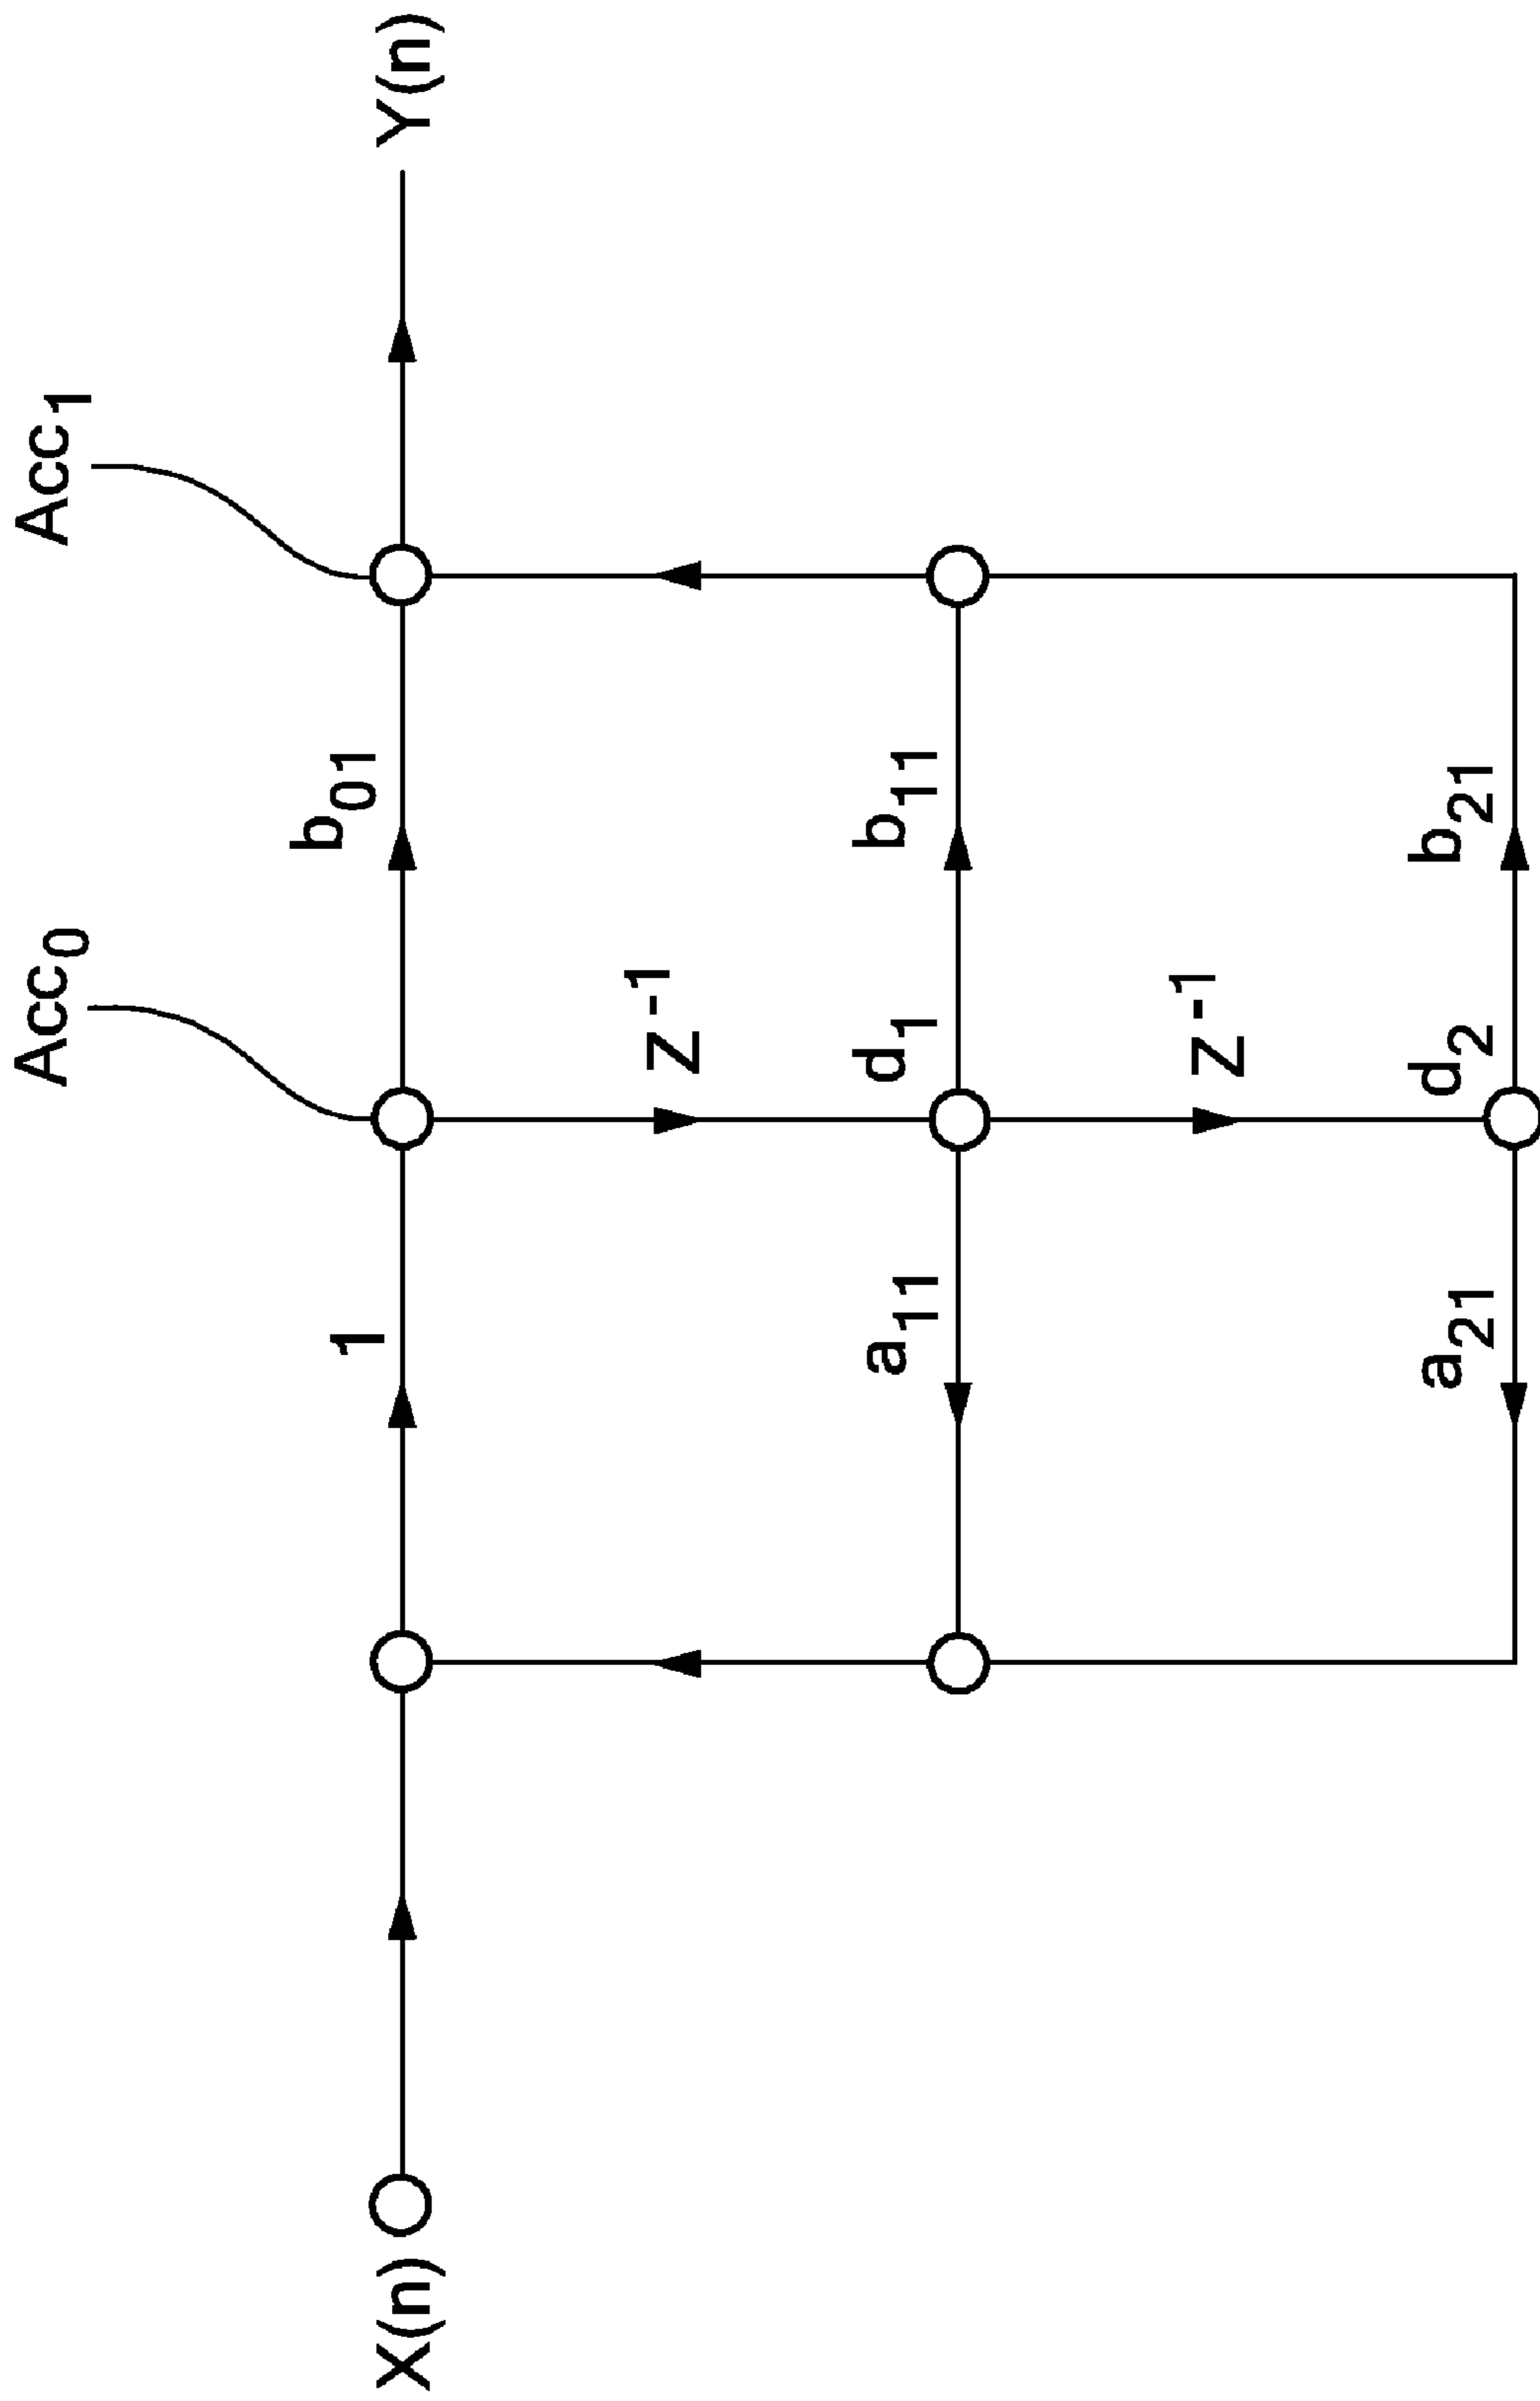 Acc₀
Acc₁
X(n)
1
b₀₁
Y(n)
Z⁻¹
a₁₁
d₁
b₁₁
Z⁻¹
a₂₁
d₂
b₂₁